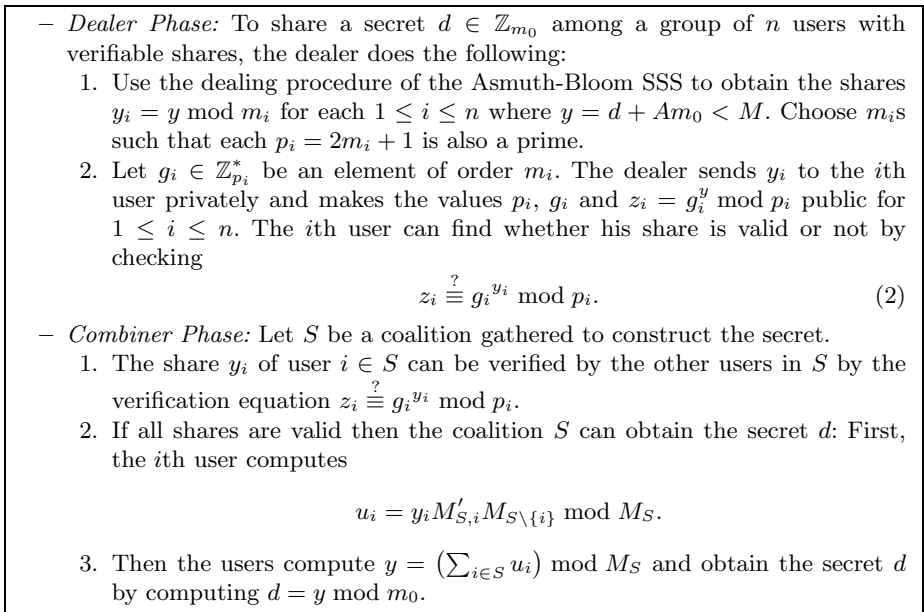 – Dealer Phase: To share a secret d ∈ ℤ_{m_0} among a group of n users with
verifiable shares, the dealer does the following:
1. Use the dealing procedure of the Asmuth-Bloom SSS to obtain the shares
y_i = y mod m_i for each 1 ≤ i ≤ n where y = d + Am_0 < M. Choose m_is
such that each p_i = 2m_i + 1 is also a prime.
2. Let g_i ∈ ℤ*_{p_i} be an element of order m_i. The dealer sends y_i to the ith
user privately and makes the values p_i, g_i and z_i = g_i^y mod p_i public for
1 ≤ i ≤ n. The ith user can find whether his share is valid or not by
checking
z_i ≡? g_i^{y_i} mod p_i. (2)
– Combiner Phase: Let S be a coalition gathered to construct the secret.
1. The share y_i of user i ∈ S can be verified by the other users in S by the
verification equation z_i ≡? g_i^{y_i} mod p_i.
2. If all shares are valid then the coalition S can obtain the secret d: First,
the ith user computes
u_i = y_i M'_{S,i} M_{S\{i}} mod M_S.
3. Then the users compute y = (∑_{i∈S} u_i) mod M_S and obtain the secret d
by computing d = y mod m_0.